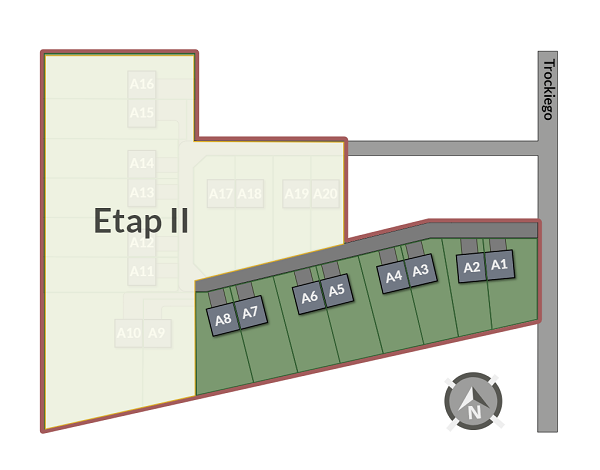 Trockiego
A16
A15
A14
A13
A17 A18
A19 A20
Etap II
A12
A11
A10 A9
A8 A7
A6 A5
A4 A3
A2 A1
N